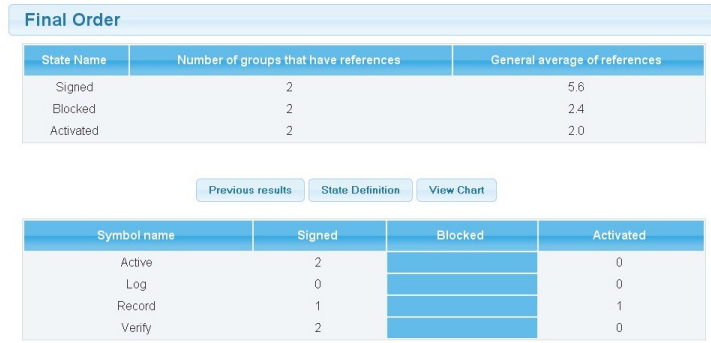 Final Order
State Name Number of groups that have references General average of references
Signed 2 5.6
Blocked 2 2.4
Activated 2 2.0
Previous results State Definition View Chart
Symbol name Signed Blocked Activated
Active 2 0
Log 0 0
Record 1 1
Verify 2 0